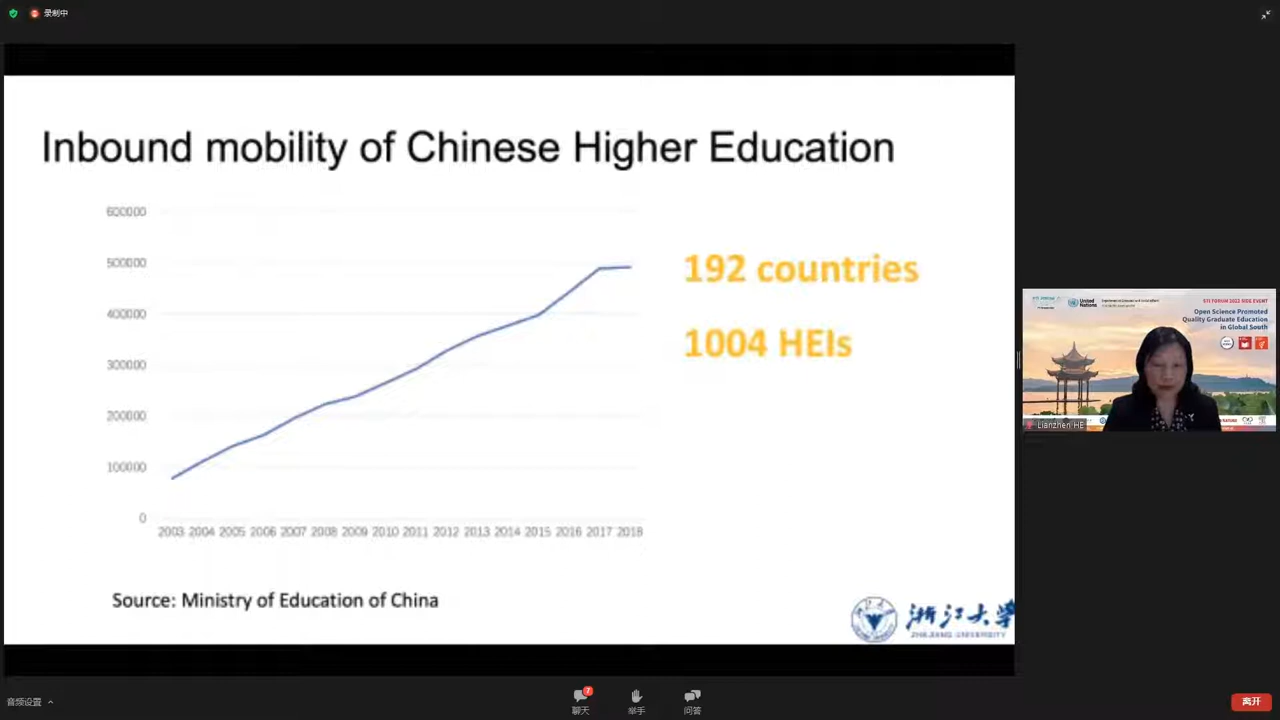 录制中
Inbound mobility of Chinese Higher Education
600000
500000
400000
300000
200000
100000
0
2003 2004 2005 2006 2007 2008 2009 2010 2011 2012 2013 2014 2015 2016 2017 2018
192 countries
1004 HEIs
Source: Ministry of Education of China
浙江大学
ZHEJIANG UNIVERSITY
United
Nations
STI FORUM 2022 SIDE EVENT
Open Science Promoted
Quality Graduate Education
in Global South
Lianzhen HE
音频设置
7
聊天
举手
问答
离开